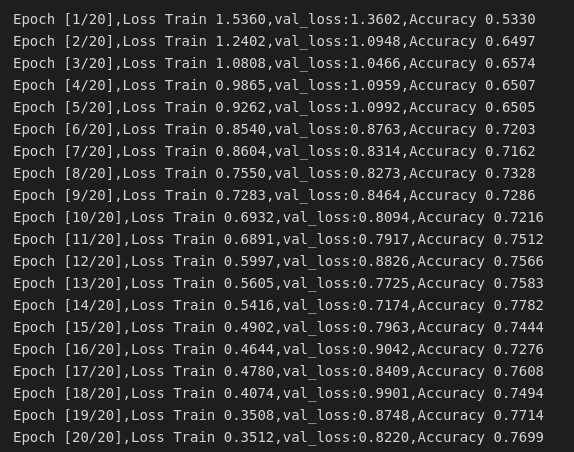 Epoch [1/20],Loss Train 1.5360,val_loss:1.3602,Accuracy 0.5330
Epoch [2/20],Loss Train 1.2402,val_loss:1.0948,Accuracy 0.6497
Epoch [3/20],Loss Train 1.0808,val_loss:1.0466,Accuracy 0.6574
Epoch [4/20],Loss Train 0.9865,val_loss:1.0959,Accuracy 0.6507
Epoch [5/20],Loss Train 0.9262,val_loss:1.0992,Accuracy 0.6505
Epoch [6/20],Loss Train 0.8540,val_loss:0.8763,Accuracy 0.7203
Epoch [7/20],Loss Train 0.8604,val_loss:0.8314,Accuracy 0.7162
Epoch [8/20],Loss Train 0.7550,val_loss:0.8273,Accuracy 0.7328
Epoch [9/20],Loss Train 0.7283,val_loss:0.8464,Accuracy 0.7286
Epoch [10/20],Loss Train 0.6932,val_loss:0.8094,Accuracy 0.7216
Epoch [11/20],Loss Train 0.6891,val_loss:0.7917,Accuracy 0.7512
Epoch [12/20],Loss Train 0.5997,val_loss:0.8826,Accuracy 0.7566
Epoch [13/20],Loss Train 0.5605,val_loss:0.7725,Accuracy 0.7583
Epoch [14/20],Loss Train 0.5416,val_loss:0.7174,Accuracy 0.7782
Epoch [15/20],Loss Train 0.4902,val_loss:0.7963,Accuracy 0.7444
Epoch [16/20],Loss Train 0.4644,val_loss:0.9042,Accuracy 0.7276
Epoch [17/20],Loss Train 0.4780,val_loss:0.8409,Accuracy 0.7608
Epoch [18/20],Loss Train 0.4074,val_loss:0.9901,Accuracy 0.7494
Epoch [19/20],Loss Train 0.3508,val_loss:0.8748,Accuracy 0.7714
Epoch [20/20],Loss Train 0.3512,val_loss:0.8220,Accuracy 0.7699